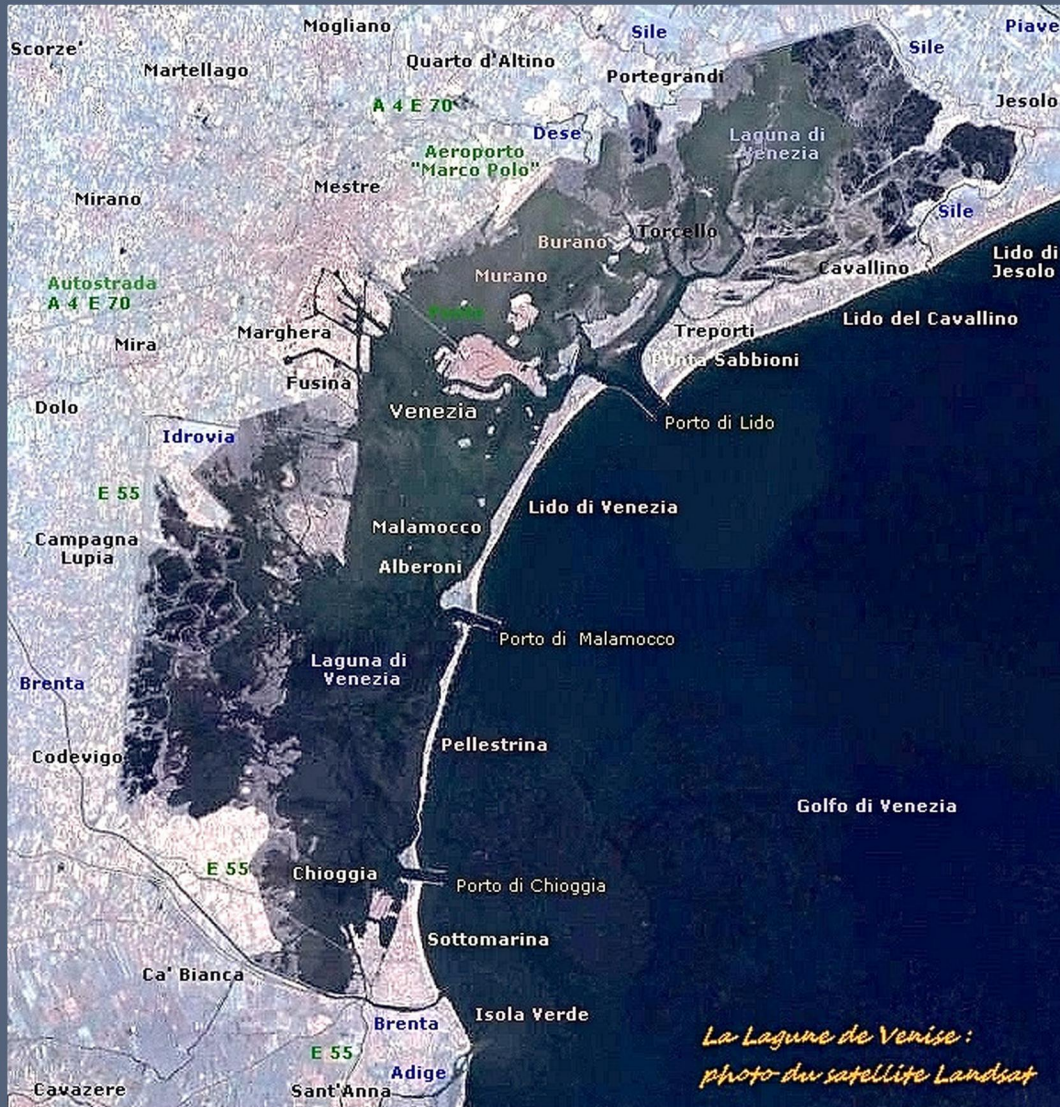 Mogliano
Sile
Piave
Scorze'
Sile
Martellago
Quarto d'Altino
Portegrandi
Jesolo
A 4 E 70
Dese
Laguna di
Venezia
Aeroporto
"Marco Polo"
Mestre
Mirano
Sile
Burano
Torcello
Lido di
Jesolo
Murano
Cavallino
Autostrada
A 4 E 70
Lido del Cavallino
Marghera
Treporti
Mira
Punta Sabbioni
Fusina
Dolo
Venezia
Porto di Lido
Idrovia
E 55
Lido di Venezia
Malamocco
Campagna
Lupia
Alberoni
Porto di Malamocco
Laguna di
Venezia
Brenta
Pellestrina
Codevigo
Golfo di Venezia
E 55
Chioggia
Porto di Chioggia
Sottomarina
Ca' Bianca
Isola Verde
Brenta
La Lagune de Venise :
photo du satellite Landsat
E 55
Adige
Cavazere
Sant'Anna